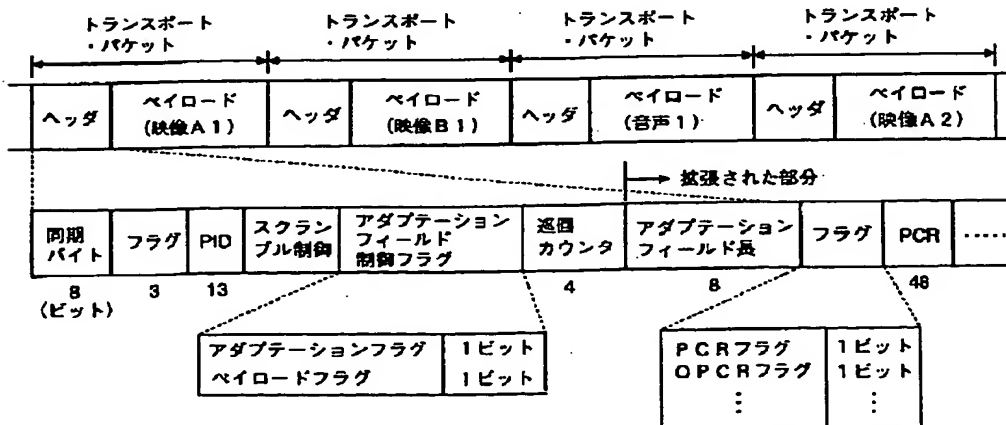 トランスポート
・パケット
トランスポート
・パケット
トランスポート
・パケット
トランスポート
・パケット
ヘッダ
ペイロード
(映像A1)
ヘッダ
ペイロード
(映像B1)
ヘッダ
ペイロード
(音声1)
ヘッダ
ペイロード
(映像A2)
拡張された部分
同期
バイト
フラグ
PID
スクラン
ブル制御
アダプテーション
フィールド
制御フラグ
巡回
カウンタ
アダプテーション
フィールド長
フラグ
PCR
……
8
(ビット)
3
13
4
8
48
アダプテーションフラグ 1ビット
ペイロードフラグ 1ビット
PCRフラグ 1ビット
OPCRフラグ 1ビット
⋮ ⋮